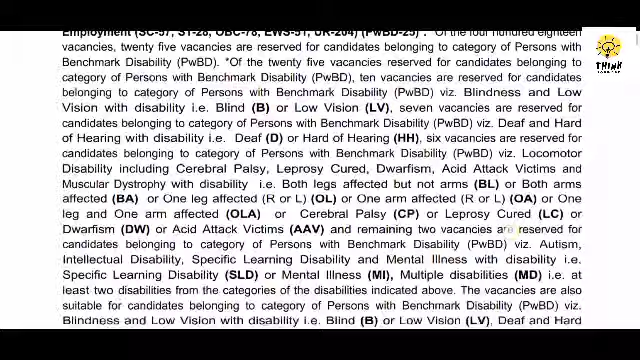 Employment (SC-57, ST-28, OBC-78, EWS-51, UR-204) (PwBD-25)*. *Of the four hundred eighteen
vacancies, twenty five vacancies are reserved for candidates belonging to category of Persons with
Benchmark Disability (PwBD). *Of the twenty five vacancies reserved for candidates belonging to
category of Persons with Benchmark Disability (PwBD), ten vacancies are reserved for candidates
belonging to category of Persons with Benchmark Disability (PwBD) viz. Blindness and Low
Vision with disability i.e. Blind (B) or Low Vision (LV), seven vacancies are reserved for
candidates belonging to category of Persons with Benchmark Disability (PwBD) viz. Deaf and Hard
of Hearing with disability i.e. Deaf (D) or Hard of Hearing (HH), six vacancies are reserved for
candidates belonging to category of Persons with Benchmark Disability (PwBD) viz. Locomotor
Disability including Cerebral Palsy, Leprosy Cured, Dwarfism, Acid Attack Victims and
Muscular Dystrophy with disability i.e. Both legs affected but not arms (BL) or Both arms
affected (BA) or One leg affected (R or L) (OL) or One arm affected (R or L) (OA) or One
leg and One arm affected (OLA) or Cerebral Palsy (CP) or Leprosy Cured (LC) or
Dwarfism (DW) or Acid Attack Victims (AAV) and remaining two vacancies are reserved for
candidates belonging to category of Persons with Benchmark Disability (PwBD) viz. Autism,
Intellectual Disability, Specific Learning Disability and Mental Illness with disability i.e.
Specific Learning Disability (SLD) or Mental Illness (MI), Multiple disabilities (MD) i.e. at
least two disabilities from the categories of the disabilities indicated above. The vacancies are also
suitable for candidates belonging to category of Persons with Benchmark Disability (PwBD) viz.
Blindness and Low Vision with disability i.e. Blind (B) or Low Vision (LV), Deaf and Hard
THINK